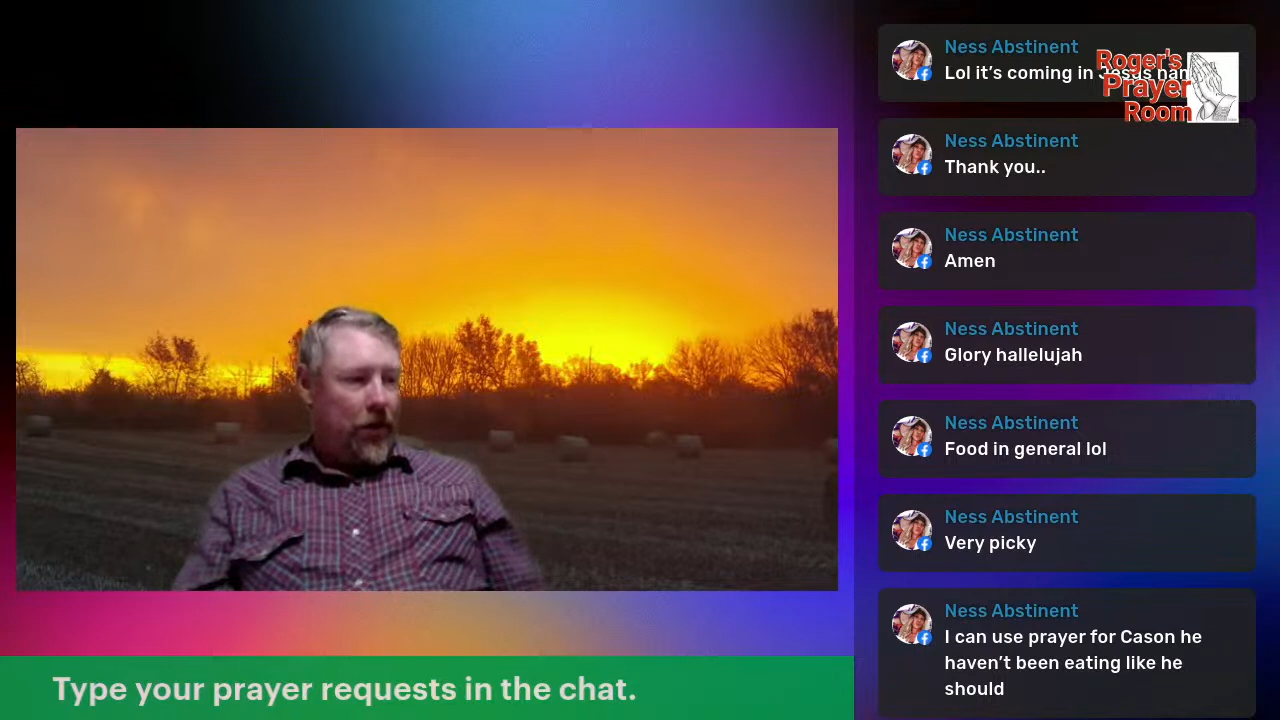 Ness Abstinent
Lol it’s coming in Jesus
Roger's
Prayer
Room
Ness Abstinent
Thank you..
Ness Abstinent
Amen
Ness Abstinent
Glory hallelujah
Ness Abstinent
Food in general lol
Ness Abstinent
Very picky
Ness Abstinent
I can use prayer for Cason he
haven’t been eating like he
should
Type your prayer requests in the chat.